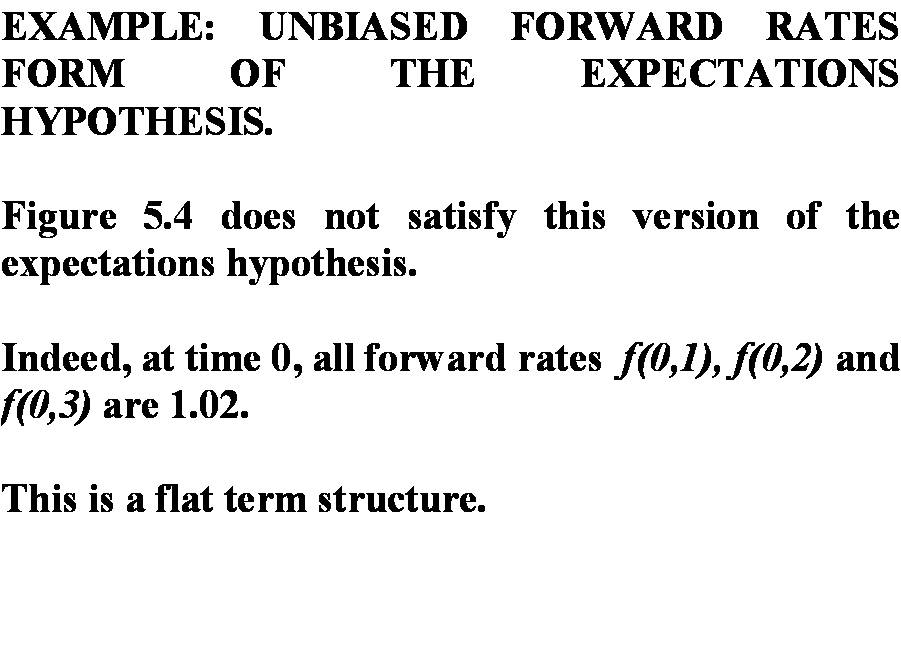 EXAMPLE: UNBIASED FORWARD RATES
FORM OF THE EXPECTATIONS
HYPOTHESIS.
Figure 5.4 does not satisfy this version of the
expectations hypothesis.
Indeed, at time 0, all forward rates f(0,1), f(0,2) and
f(0,3) are 1.02.
This is a flat term structure.